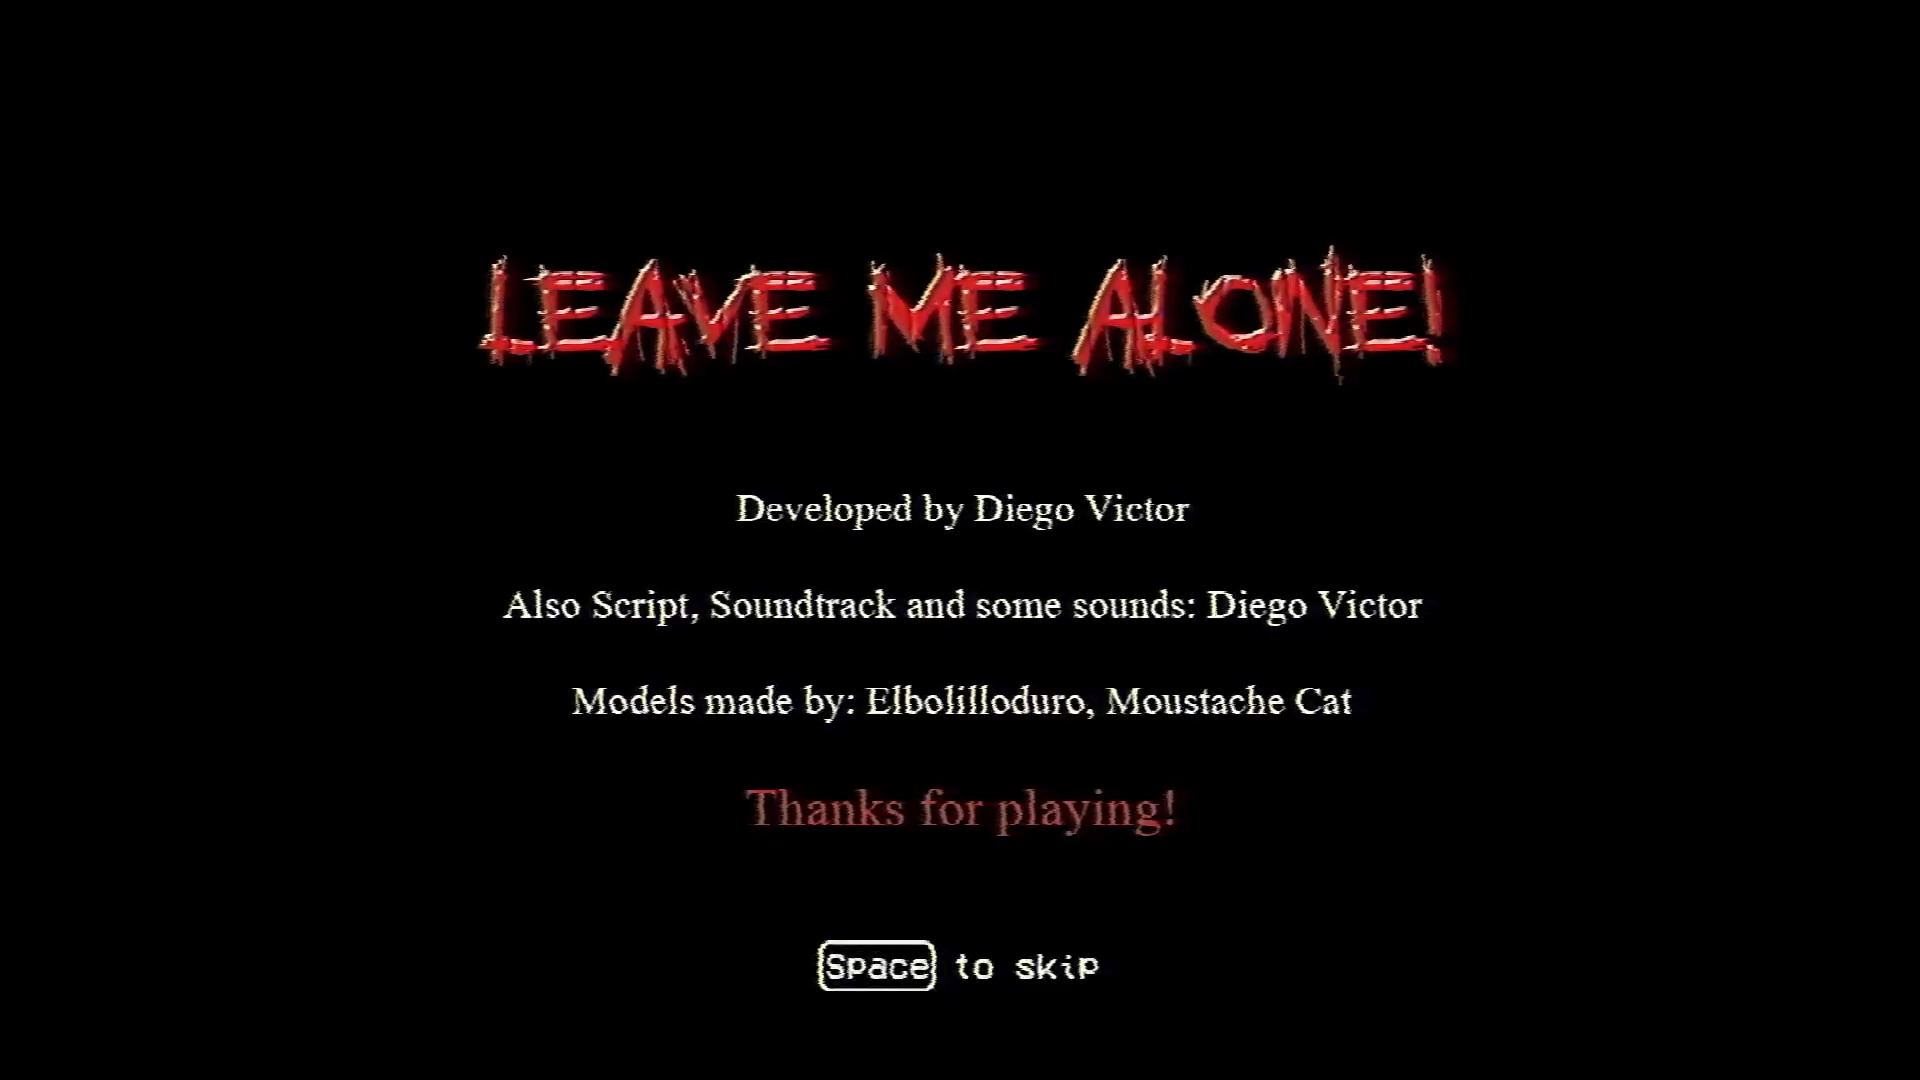 LEAVE ME ALONE!
Developed by Diego Victor
Also Script, Soundtrack and some sounds: Diego Victor
Models made by: Elbolilloduro, Moustache Cat
Thanks for playing!
Space to skip